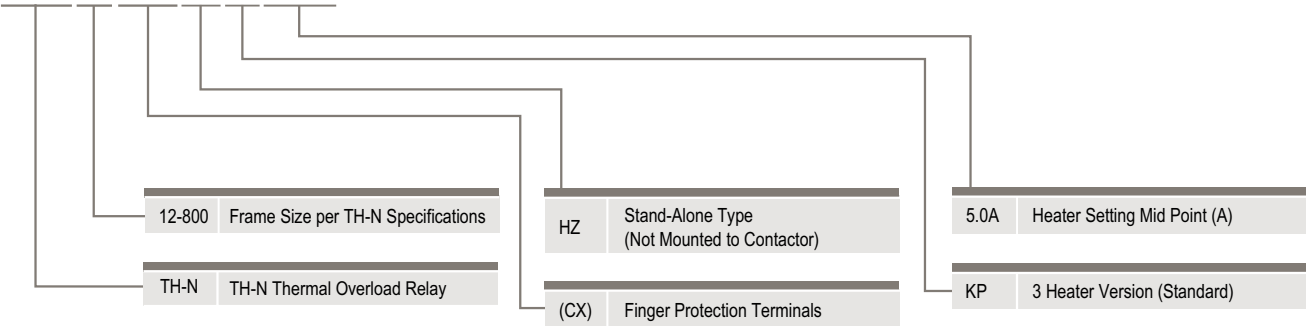 12-800 Frame Size per TH-N Specifications
TH-N TH-N Thermal Overload Relay
HZ Stand-Alone Type
(Not Mounted to Contactor)
(CX) Finger Protection Terminals
5.0A Heater Setting Mid Point (A)
KP 3 Heater Version (Standard)